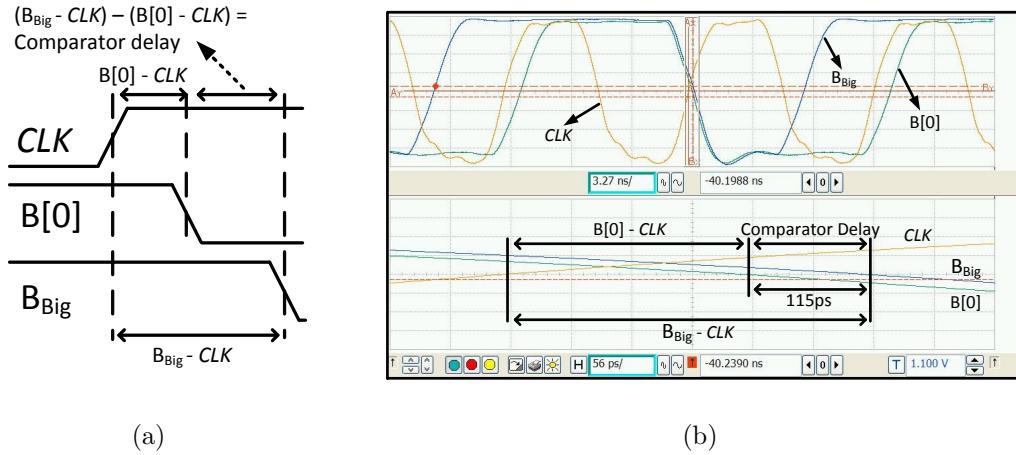 (B_Big - CLK) – (B[0] - CLK) =
Comparator delay
B[0] - CLK
CLK
B[0]
B_Big
B_Big - CLK
(a)
B_Big
CLK
B[0]
3.27 ns/
-40.1988 ns
0
B[0] - CLK
Comparator Delay
CLK
B_Big
115ps
B[0]
B_Big - CLK
H
56 ps/
-40.2390 ns
0
T
1.100 V
(b)